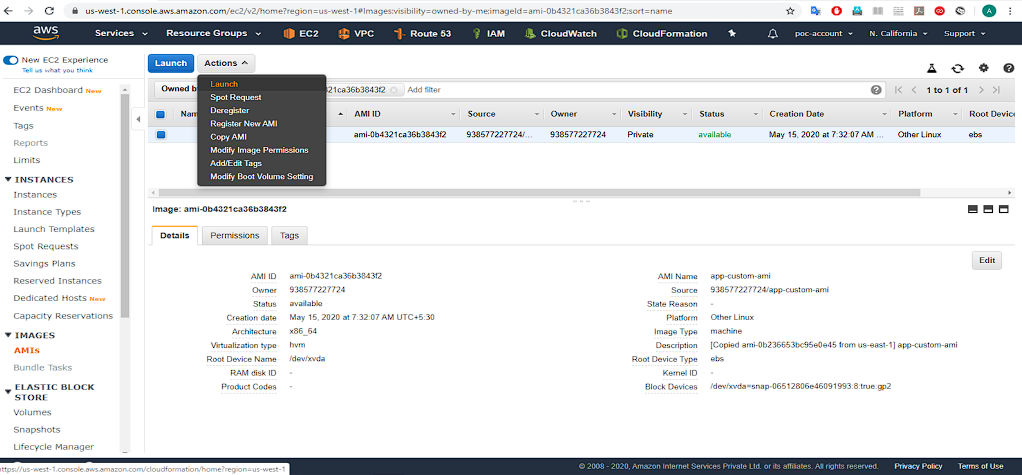 us-west-1.console.aws.amazon.com/ec2/v2/home?region=us-west-1#Images:visibility=owned-by-me;imageId=ami-0b4321ca36b3843f2;sort=name
A
aws
Services
Resource Groups
EC2
VPC
Route 53
IAM
CloudWatch
CloudFormation
poc-account
N. California
Support
New EC2 Experience
Tell us what you think
EC2 Dashboard New
Events New
Tags
Reports
Limits
INSTANCES
Instances
Instance Types
Launch Templates
Spot Requests
Savings Plans
Reserved Instances
Dedicated Hosts New
Capacity Reservations
IMAGES
AMIs
Bundle Tasks
ELASTIC BLOCK
STORE
Volumes
Snapshots
Lifecycle Manager
Launch
Actions
Launch
Spot Request
Deregister
Register New AMI
Copy AMI
Modify Image Permissions
Add/Edit Tags
Modify Boot Volume Setting
Owned by
21ca36b3843f2
Add filter
1 to 1 of 1
Name
AMI ID
Source
Owner
Visibility
Status
Creation Date
Platform
Root Device
ami-0b4321ca36b3843f2
938577227724/...
938577227724
Private
available
May 15, 2020 at 7:32:07 AM ...
Other Linux
ebs
Image: ami-0b4321ca36b3843f2
Details
Permissions
Tags
Edit
AMI ID ami-0b4321ca36b3843f2
Owner 938577227724
Status available
Creation date May 15, 2020 at 7:32:07 AM UTC+5:30
Architecture x86_64
Virtualization type hvm
Root Device Name /dev/xvda
RAM disk ID -
Product Codes -
AMI Name app-custom-ami
Source 938577227724/app-custom-ami
State Reason -
Platform Other Linux
Image Type machine
Description [Copied ami-0b236653bc95e0e45 from us-east-1] app-custom-ami
Root Device Type ebs
Kernel ID -
Block Devices /dev/xvda=snap-06512806e46091993:8:true:gp2
https://us-west-1.console.aws.amazon.com/cloudformation/home?region=us-west-1
© 2008 - 2020, Amazon Internet Services Private Ltd. or its affiliates. All rights reserved.
Privacy Policy
Terms of Use